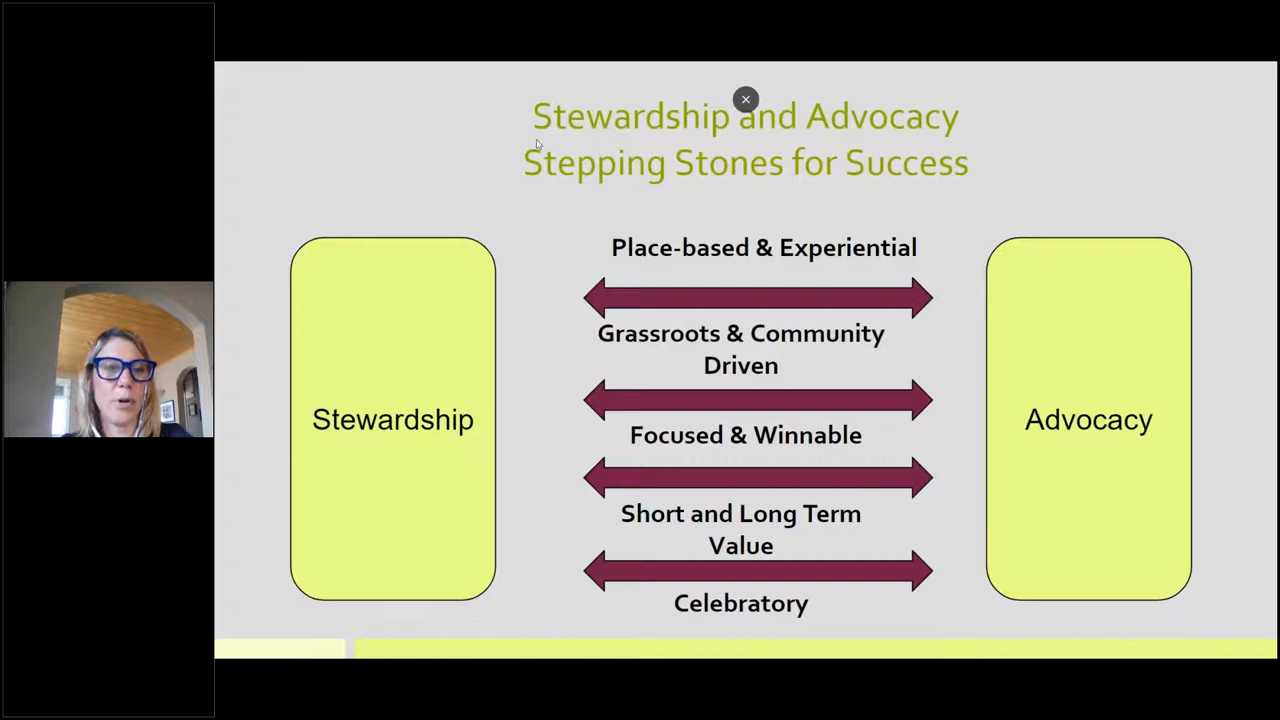 Stewardship and Advocacy
Stepping Stones for Success
Place-based & Experiential
Grassroots & Community
Driven
Stewardship
Focused & Winnable
Advocacy
Short and Long Term
Value
Celebratory